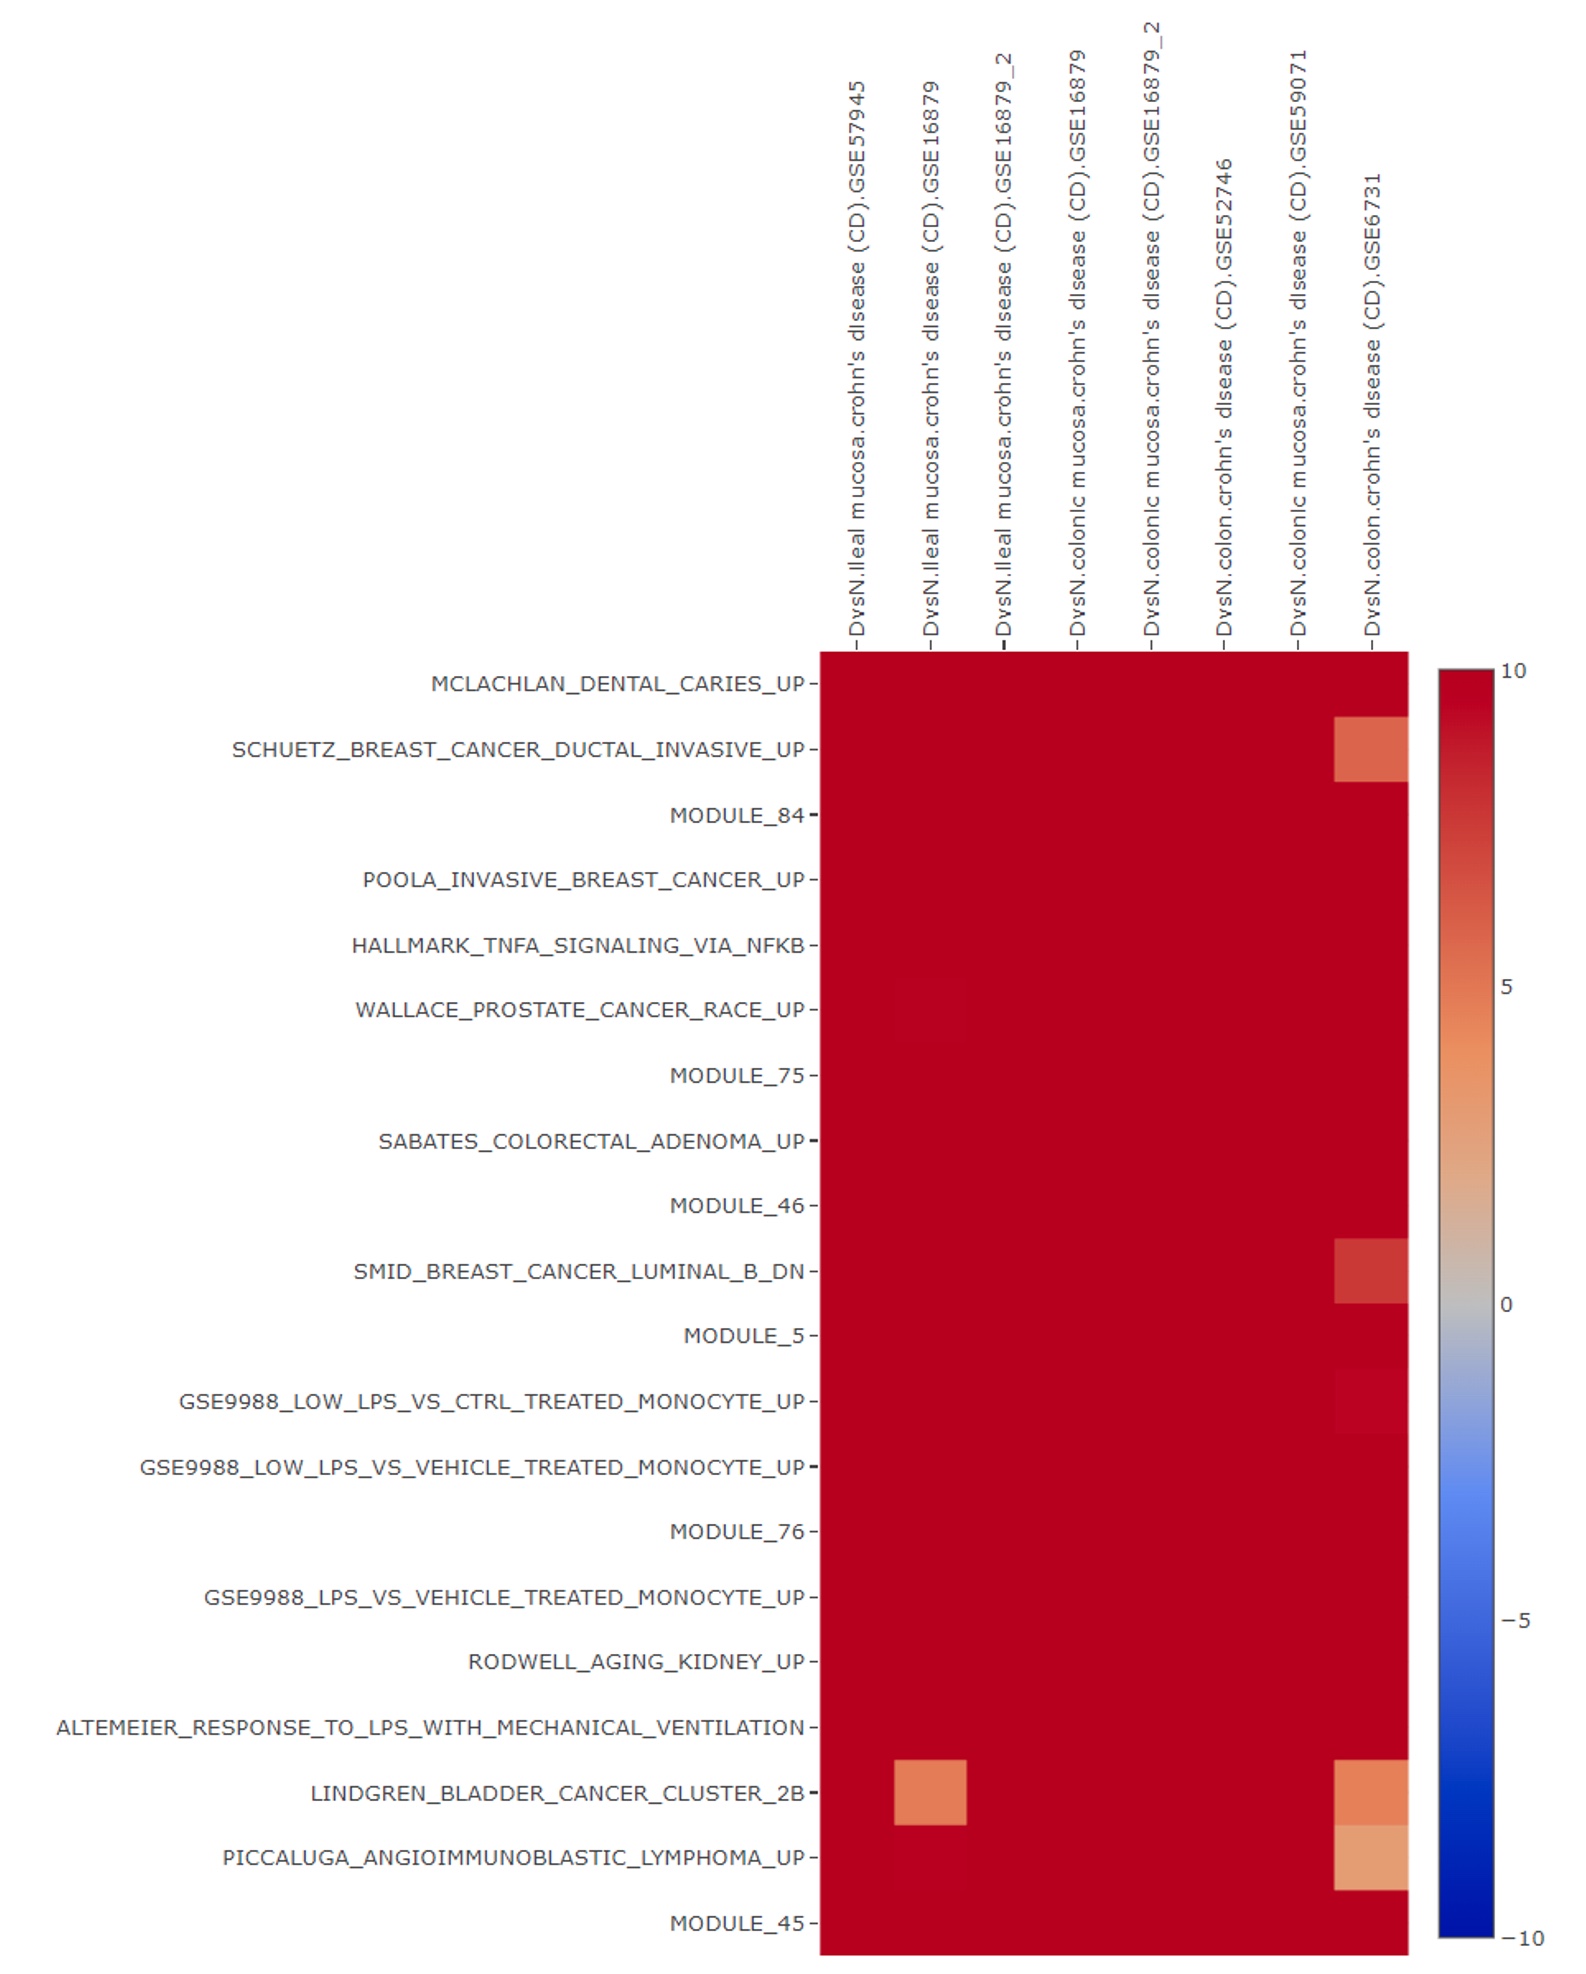 DvsN.Ileal mucosa.crohn's dIsease (CD).GSE57945
DvsN.Ileal mucosa.crohn's dIsease (CD).GSE16879
DvsN.Ileal mucosa.crohn's dIsease (CD).GSE16879_2
DvsN.colonIc mucosa.crohn's dIsease (CD).GSE16879
DvsN.colonIc mucosa.crohn's dIsease (CD).GSE16879_2
DvsN.colon.crohn's dIsease (CD).GSE52746
DvsN.colonIc mucosa.crohn's dIsease (CD).GSE59071
DvsN.colon.crohn's dIsease (CD).GSE6731
MCLACHLAN_DENTAL_CARIES_UP
SCHUETZ_BREAST_CANCER_DUCTAL_INVASIVE_UP
MODULE_84
POOLA_INVASIVE_BREAST_CANCER_UP
HALLMARK_TNFA_SIGNALING_VIA_NFKB
WALLACE_PROSTATE_CANCER_RACE_UP
MODULE_75
SABATES_COLORECTAL_ADENOMA_UP
MODULE_46
SMID_BREAST_CANCER_LUMINAL_B_DN
MODULE_5
GSE9988_LOW_LPS_VS_CTRL_TREATED_MONOCYTE_UP
GSE9988_LOW_LPS_VS_VEHICLE_TREATED_MONOCYTE_UP
MODULE_76
GSE9988_LPS_VS_VEHICLE_TREATED_MONOCYTE_UP
RODWELL_AGING_KIDNEY_UP
ALTEMEIER_RESPONSE_TO_LPS_WITH_MECHANICAL_VENTILATION
LINDGREN_BLADDER_CANCER_CLUSTER_2B
PICCALUGA_ANGIOIMMUNOBLASTIC_LYMPHOMA_UP
MODULE_45
10
5
0
−5
−10